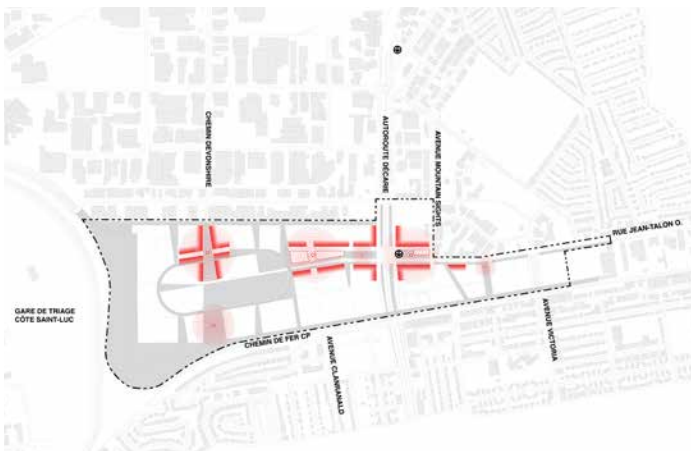 CHEMIN DEVONSHIRE
AUTOROUTE DÉCARIE
AVENUE MOUNTAIN SIGHTS
RUE JEAN-TALON O.
GARE DE TRIAGE
CÔTE SAINT-LUC
CHEMIN DE FER CP
AVENUE CLANRANALD
AVENUE VICTORIA